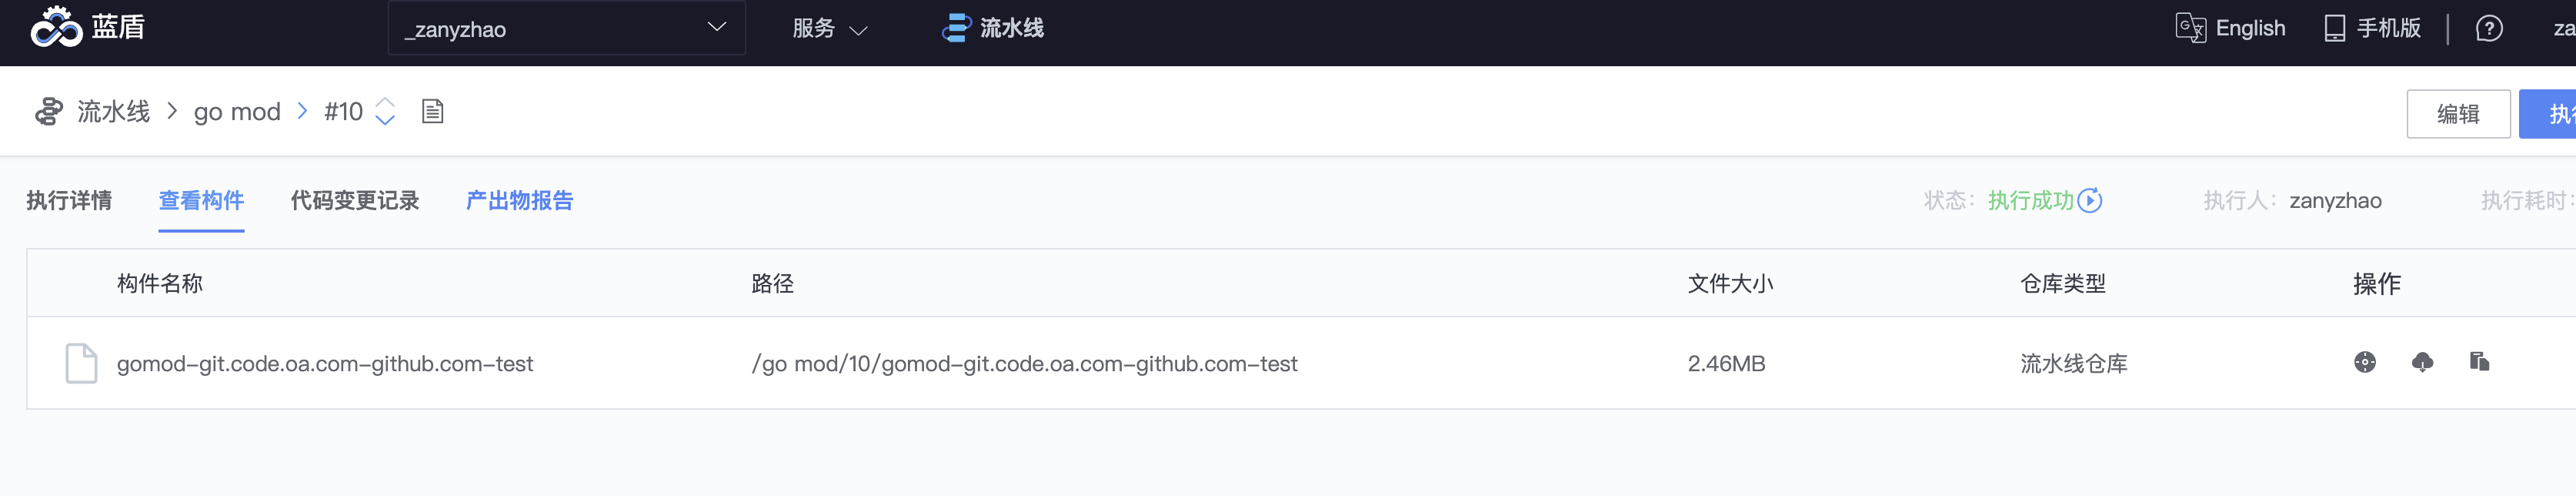 蓝盾 _zanyzhao 服务 流水线 English 手机版 za
流水线 > go mod > #10 编辑 执行
执行详情 查看构件 代码变更记录 产出物报告 状态： 执行成功 执行人： zanyzhao 执行耗时：
构件名称 路径 文件大小 仓库类型 操作
gomod-git.code.oa.com-github.com-test /go mod/10/gomod-git.code.oa.com-github.com-test 2.46MB 流水线仓库